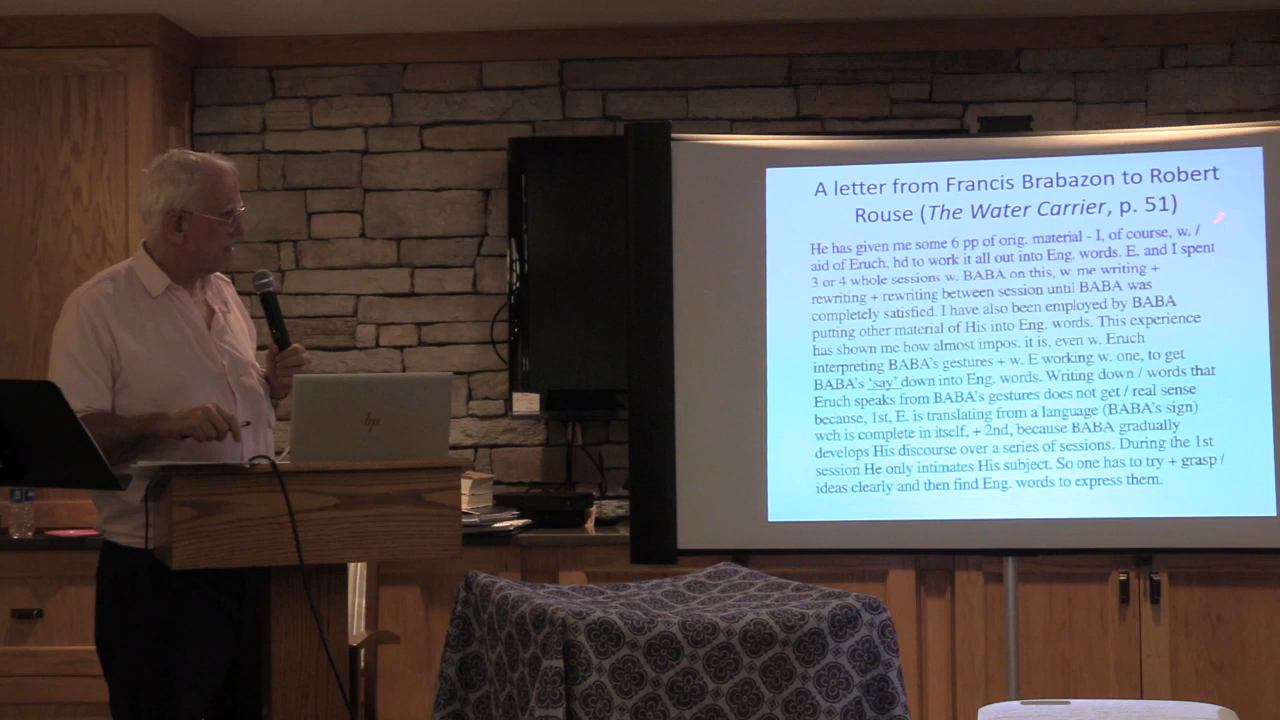 A letter from Francis Brabazon to Robert
Rouse (The Water Carrier, p. 51)
He has given me some 6 pp of orig. material - I, of course, w. /
aid of Eruch, hd to work it all out into Eng. words. E. and I spent
3 or 4 whole sessions w. BABA on this, w. me writing +
rewriting + rewriting between session until BABA was
completely satisfied. I have also been employed by BABA
putting other material of His into Eng. words. This experience
has shown me how almost impos. it is, even w. Eruch
interpreting BABA's gestures + w. E working w. one, to get
BABA's 'say' down into Eng. words. Writing down / words that
Eruch speaks from BABA's gestures does not get / real sense
because, 1st, E. is translating from a language (BABA's sign)
wch is complete in itself, + 2nd, because BABA gradually
develops His discourse over a series of sessions. During the 1st
session He only intimates His subject. So one has to try + grasp /
ideas clearly and then find Eng. words to express them.
hp